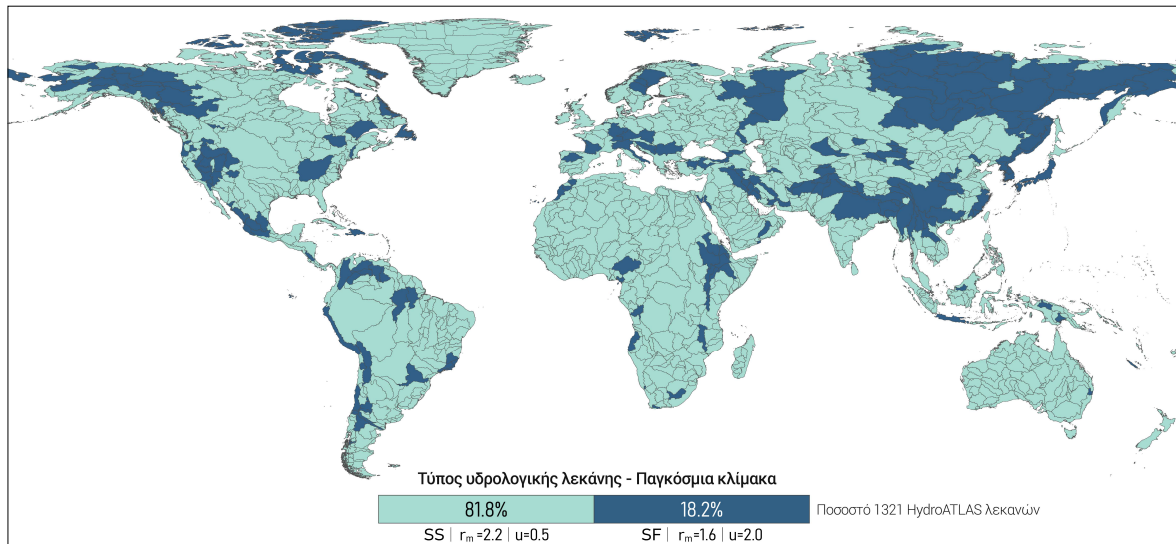 Τύπος υδρολογικής λεκάνης - Παγκόσμια κλίμακα
81.8% 18.2% Ποσοστό 1321 HydroATLAS λεκανών
SS | rₘ=2.2 | u=0.5 SF | rₘ=1.6 | u=2.0